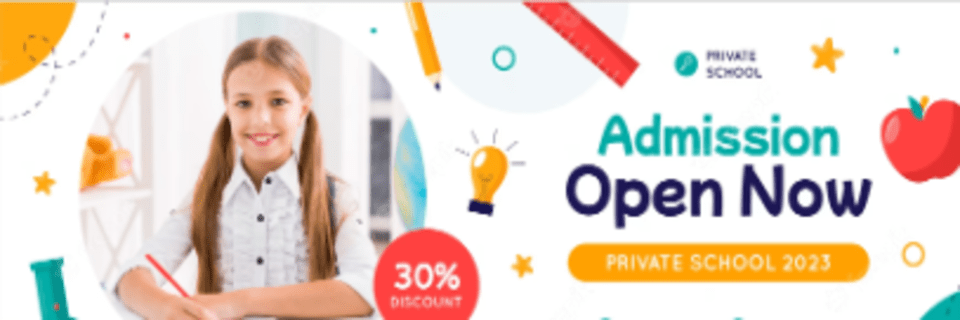 PRIVATE
SCHOOL
Admission
Open Now
PRIVATE SCHOOL 2023
30%
DISCOUNT